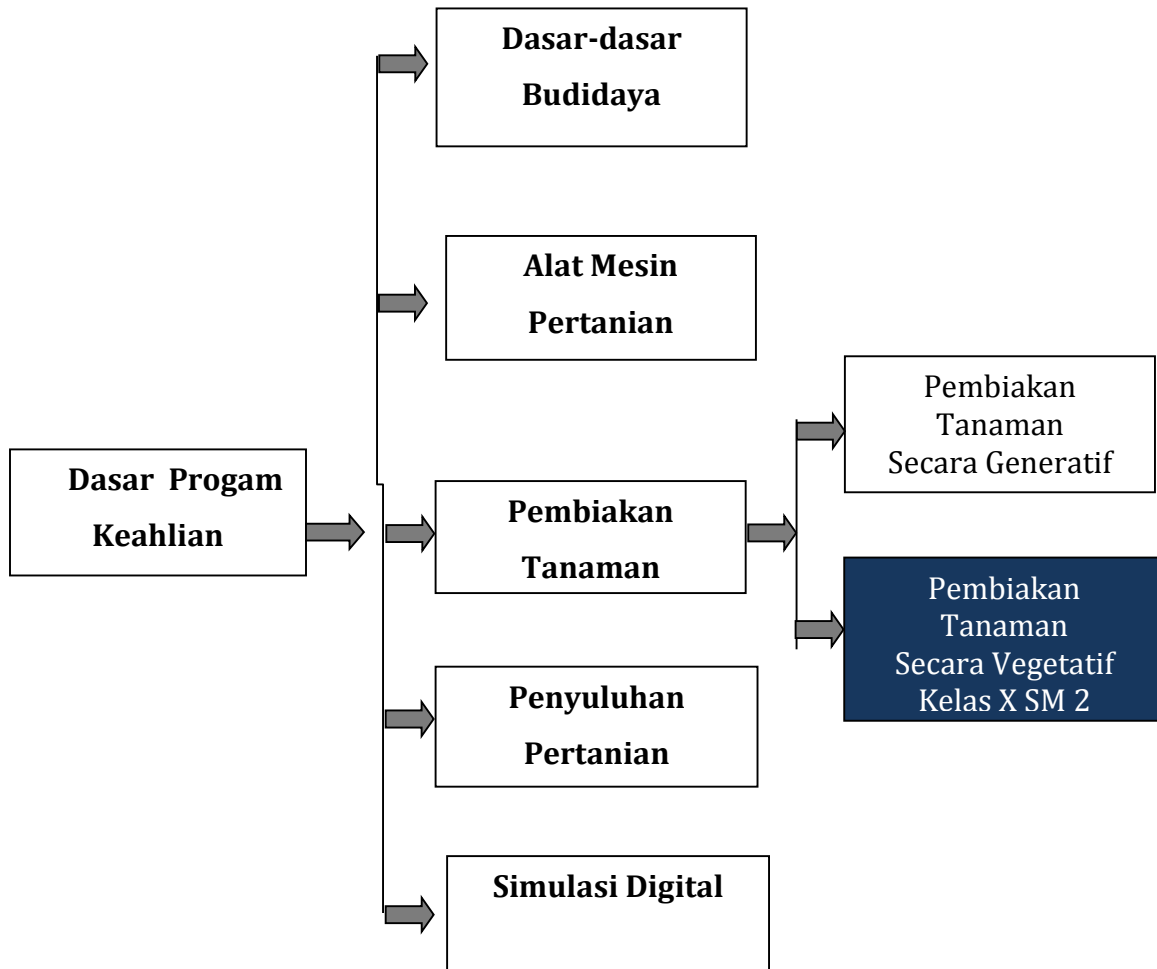 Dasar-dasar
Budidaya
Alat Mesin
Pertanian
Dasar Progam
Keahlian
Pembiakan
Tanaman
Pembiakan
Tanaman
Secara Generatif
Pembiakan
Tanaman
Secara Vegetatif
Kelas X SM 2
Penyuluhan
Pertanian
Simulasi Digital